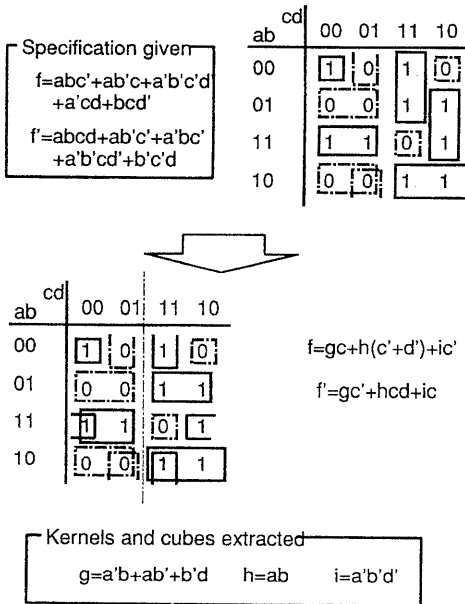 Specification given
f=abc'+ab'c+a'b'c'd'
+a'cd+bcd'
f'=abcd+ab'c'+a'bc'
+a'b'cd'+b'c'd
cd
ab 00 01 11 10
00 1 0 1 0
01 0 0 1 1
11 1 1 0 1
10 0 0 1 1
cd
ab 00 01 11 10
00 1 0 1 0
01 0 0 1 1
11 1 1 0 1
10 0 0 1 1
f=gc+h(c'+d')+ic'
f'=gc'+hcd+ic
Kernels and cubes extracted
g=a'b+ab'+b'd h=ab i=a'b'd'